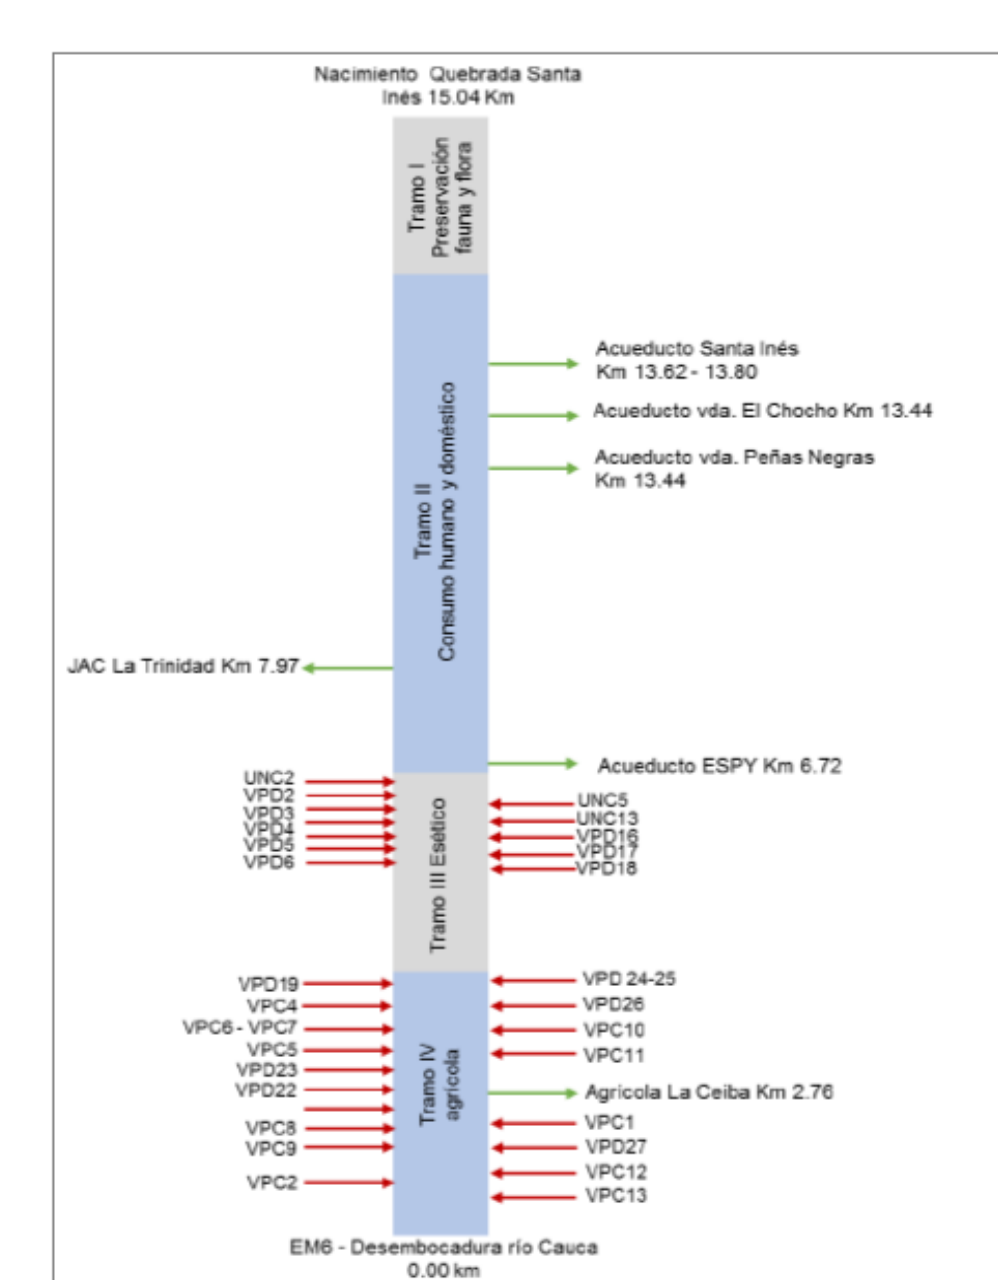 Nacimiento Quebrada Santa
Inés 15.04 Km
Tramo I
Preservación
fauna y flora
Acueducto Santa Inés
Km 13.62 - 13.80
Acueducto vda. El Chocho Km 13.44
Acueducto vda. Peñas Negras
Km 13.44
Tramo II
Consumo humano y doméstico
JAC La Trinidad Km 7.97
Acueducto ESPY Km 6.72
UNC2
VPD2
VPD3
VPD4
VPD5
VPD6
UNC5
UNC13
VPD16
VPD17
VPD18
Tramo III Esético
VPD19
VPC4
VPC6 - VPC7
VPC5
VPD23
VPD22
VPC8
VPC9
VPC2
Tramo IV
agrícola
VPD 24-25
VPD26
VPC10
VPC11
Agrícola La Ceiba Km 2.76
VPC1
VPD27
VPC12
VPC13
EM6 - Desembocadura río Cauca
0.00 km